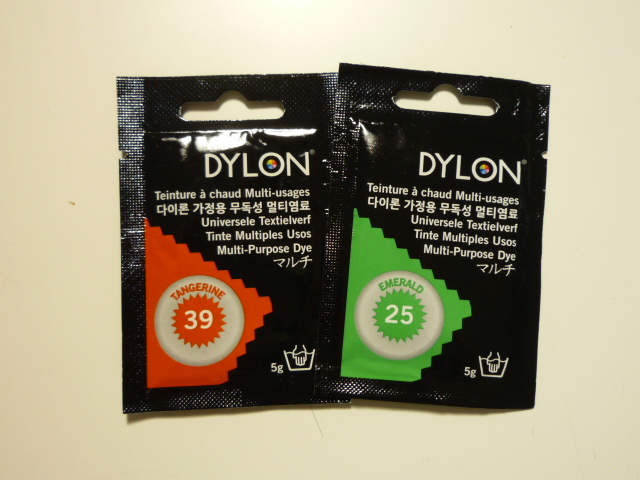 DYLON®
Teinture à chaud Multi-usages
다이론 가정용 무독성 멀티염료
Universele Textielverf
Tinte Multiples Usos
Multi-Purpose Dye
マルチ
TANGERINE
39
5g
DYLON®
Teinture à chaud Multi-usages
다이론 가정용 무독성 멀티염료
Universele Textielverf
Tinte Multiples Usos
Multi-Purpose Dye
マルチ
EMERALD
25
5g